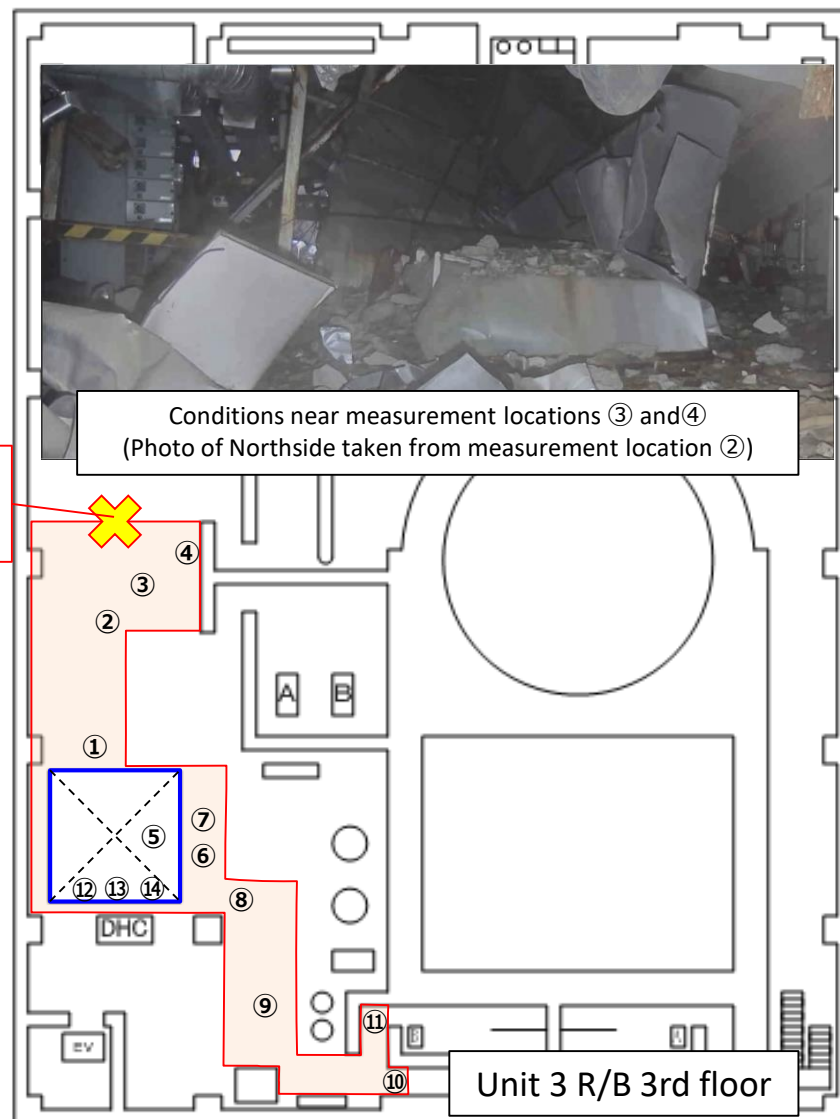 Conditions near measurement locations ③ and④
(Photo of Northside taken from measurement location ②)
④
③
②
A B
①
⑦
⑤
⑥
⑫ ⑬ ⑭
⑧
DHC
⑨
⑪
B A
EV
⑩
Unit 3 R/B 3rd floor